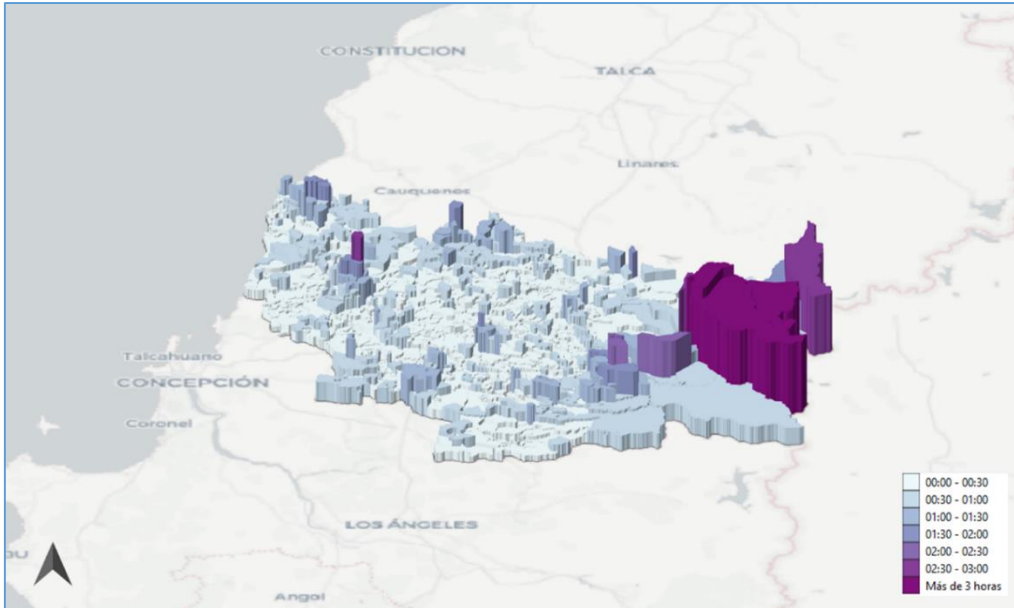 CONSTITUCION
TALCA
Linares
Cauquenes
Talcahuano
CONCEPCIÓN
Coronel
LOS ÁNGELES
Angol
00:00 - 00:30
00:30 - 01:00
01:00 - 01:30
01:30 - 02:00
02:00 - 02:30
02:30 - 03:00
Más de 3 horas